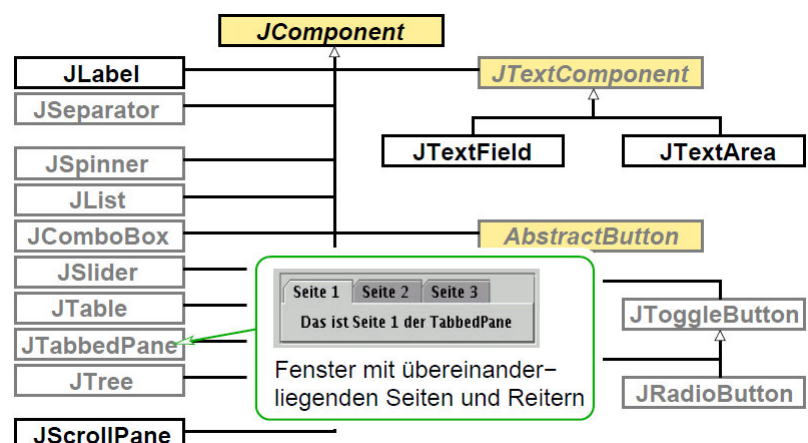 JComponent
JLabel
JTextComponent
JSeparator
JTextField
JTextArea
JSpinner
JList
JComboBox
AbstractButton
JSlider
JTable
JTabbedPane
JTree
JScrollPane
Seite 1 Seite 2 Seite 3
Das ist Seite 1 der TabbedPane
Fenster mit übereinander–
liegenden Seiten und Reitern
JToggleButton
JRadioButton